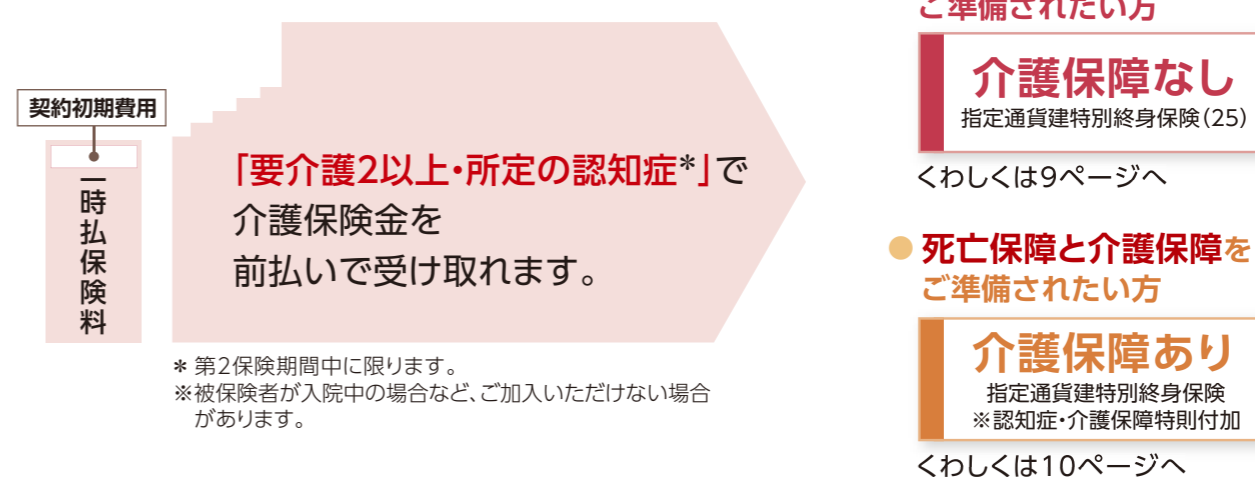 契約初期費用
一時払保険料
「要介護2以上・所定の認知症*」で
介護保険金を
前払いで受け取れます。
* 第2保険期間中に限ります。
※被保険者が入院中の場合など、ご加入いただけない場合
があります。
ご準備されたい方
介護保障なし
指定通貨建特別終身保険(25)
くわしくは9ページへ
● 死亡保障と介護保障を
ご準備されたい方
介護保障あり
指定通貨建特別終身保険
※認知症・介護保障特則付加
くわしくは10ページへ